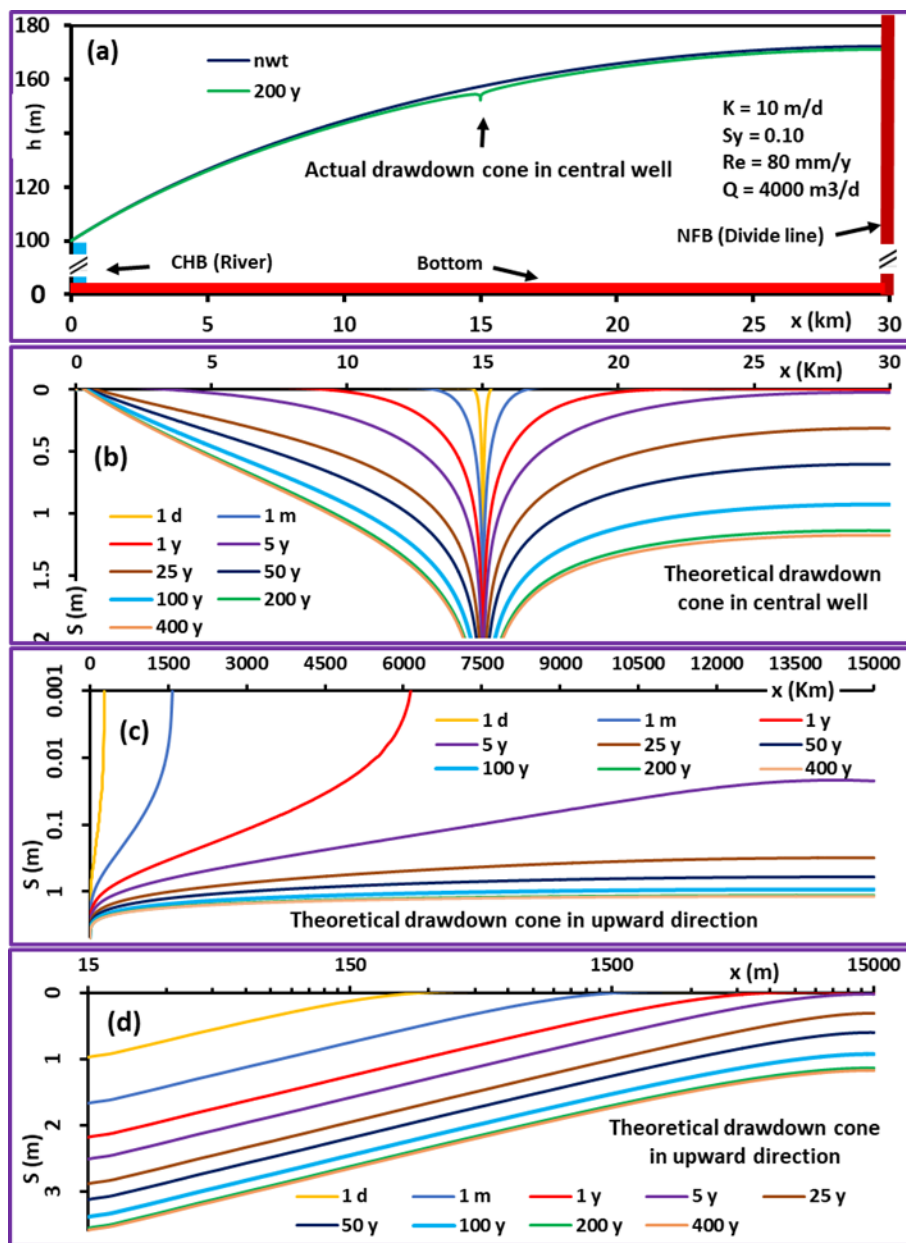 180
(a)
nwt
200 y
160
h (m)
K = 10 m/d
Sy = 0.10
Re = 80 mm/y
Q = 4000 m3/d
140
Actual drawdown cone in central well
120
NFB (Divide line)
100
CHB (River)
Bottom
0
0 5 10 15 20 x (km) 30
0 5 10 15 20 x (Km) 30
0
0.5
(b)
1
1 d 1 m
1 y 5 y
25 y 50 y
100 y 200 y
400 y
1.5
S (m)
2
Theoretical drawdown
cone in central well
0 1500 3000 4500 6000 7500 9000 10500 12000 13500 15000
x (Km)
0.001
(c)
1 d 1 m 1 y
5 y 25 y 50 y
100 y 200 y 400 y
0.01
0.1
S (m)
1
Theoretical drawdown cone in upward direction
15 150 1500 x (m) 15000
0
(d)
1
2
Theoretical drawdown cone
in upward direction
S (m)
3
1 d 1 m 1 y 5 y 25 y
50 y 100 y 200 y 400 y